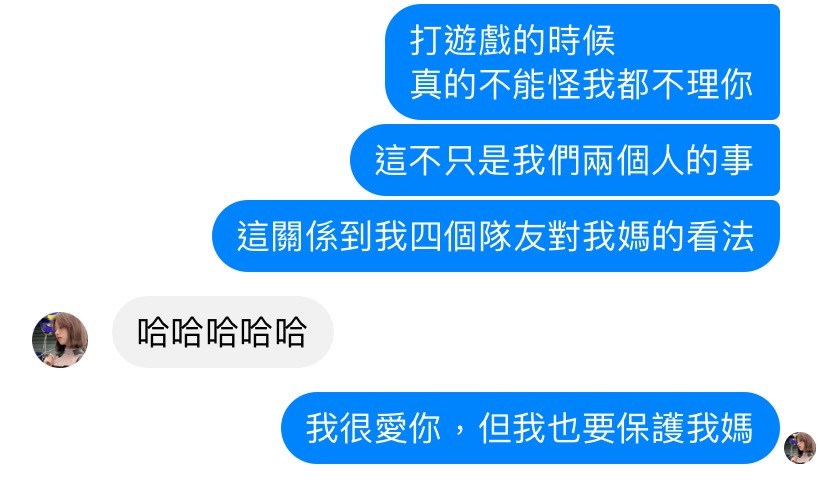 打遊戲的時候
真的不能怪我都不理你
這不只是我們兩個人的事
這關係到我四個隊友對我媽的看法
哈哈哈哈哈
我很愛你，但我也要保護我媽